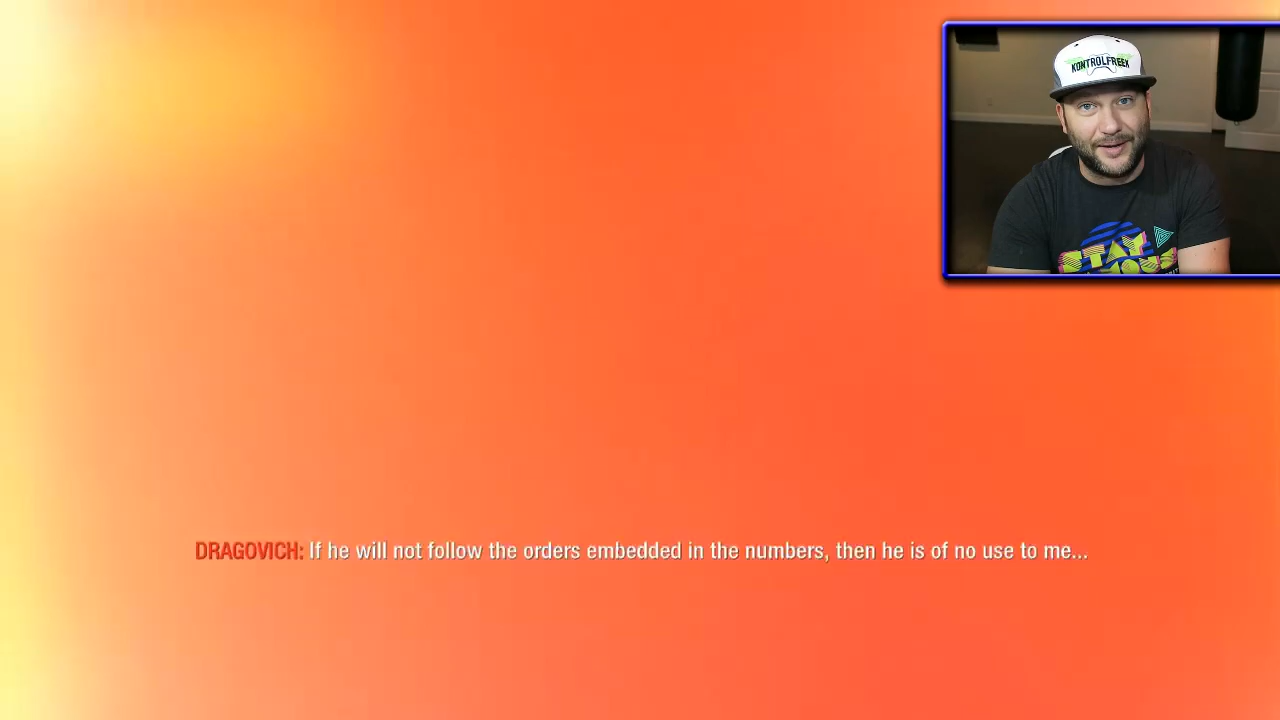 KONTROLFREEK
STAY
DRAGOVICH: If he will not follow the orders embedded in the numbers, then he is of no use to me...